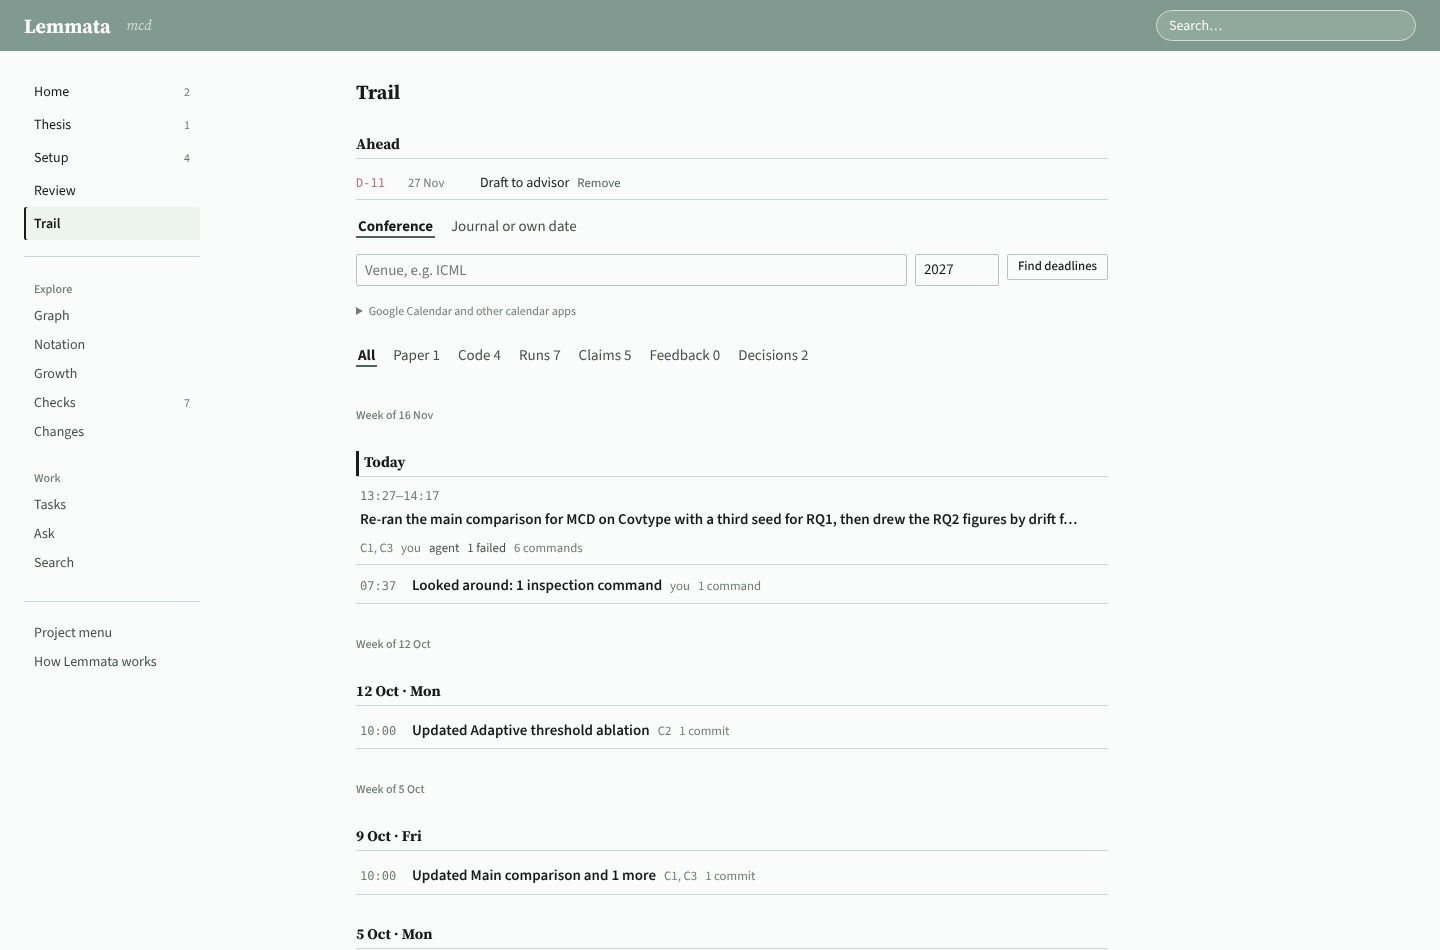 Lemmata mcd Search…
Home 2
Thesis 1
Setup 4
Review
Trail
Explore
Graph
Notation
Growth
Checks 7
Changes
Work
Tasks
Ask
Search
Project menu
How Lemmata works
Trail
Ahead
D-11 27 Nov Draft to advisor Remove
Conference Journal or own date
Venue, e.g. ICML 2027 Find deadlines
Google Calendar and other calendar apps
All Paper 1 Code 4 Runs 7 Claims 5 Feedback 0 Decisions 2
Week of 16 Nov
Today
13:27–14:17
Re-ran the main comparison for MCD on Covtype with a third seed for RQ1, then drew the RQ2 figures by drift f…
C1, C3 you agent 1 failed 6 commands
07:37 Looked around: 1 inspection command you 1 command
Week of 12 Oct
12 Oct · Mon
10:00 Updated Adaptive threshold ablation C2 1 commit
Week of 5 Oct
9 Oct · Fri
10:00 Updated Main comparison and 1 more C1, C3 1 commit
5 Oct · Mon